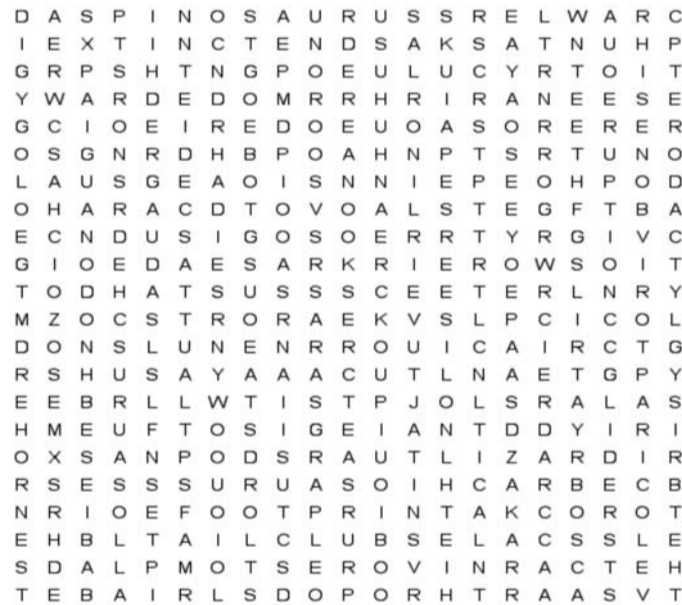 D A S P I N O S A U R U S S R E L W A R C
I E X T I N C T E N D S A K S A T N U H P
G R P S H T N G P O E U L U C Y R T O I T
Y W A R D E D O M R R H R I R A N E E S E
G C I O E I R E D O E U O A S O R E R E R
O S G N R D H B P O A H N P T S R T U N O
L A U S G E A O I S N N I E P E O H P O D
O H A R A C D T O V O A L S T E G F T B A
E C N D U S I G O S O E R R T Y R G I V C
G I O E D A E S A R K R I E R O W S O I T
T O D H A T S U S S S C E E T E R L N R Y
M Z O C S T R O R A E K V S L P C I C O L
D O N S L U N E N R R O U I C A I R C T G
R S H U S A Y A A A C U T L N A E T G P Y
E E B R L L W T I S T P J O L S R A L A S
H M E U F T O S I G E I A N T D D Y I R I
O X S A N P O D S R A U T L I Z A R D I R
R S E S S S U R U A S O I H C A R B E C B
N R I O E F O O T P R I N T A K C O R O T
E H B L T A I L C L U B S E L A C S S L E
S D A L P M O T S E R O V I N R A C T E H
T E B A I R L S D O P O R H T R A A S V T